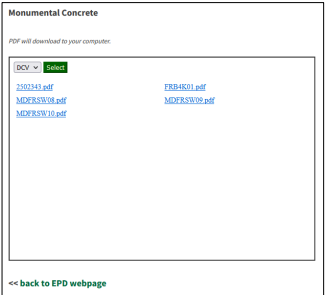 Monumental Concrete
PDF will download to your computer.
DCV Select
2502343.pdf FRB4K01.pdf
MDFRSW08.pdf MDFRSW09.pdf
MDFRSW10.pdf
<< back to EPD webpage